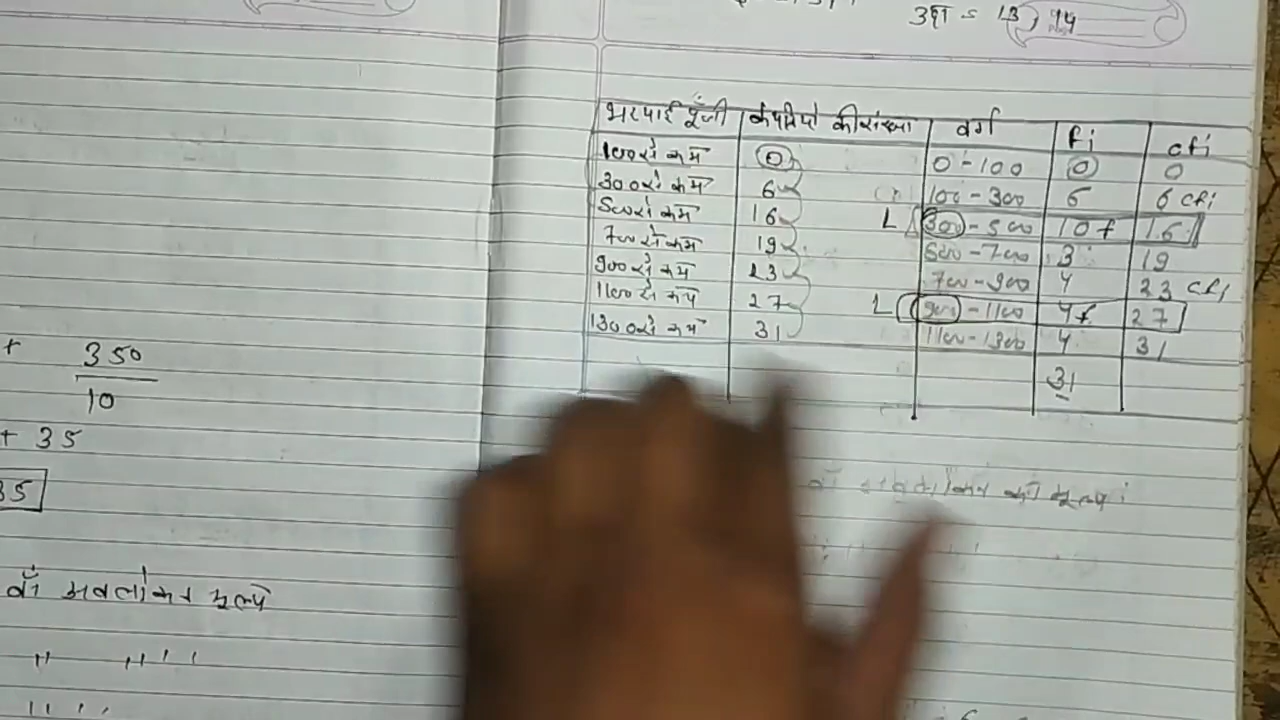 उदा = 13, 14
भरपाई पूँजी कंपनियो की संख्या वर्ग fi cfi
100 से कम 0 0-100 0 0
300 से कम 6 100-300 6 6 cfi
500 से कम 16 L 300-500 10 f 16
700 से कम 19 500-700 3 19
900 से कम 23 700-900 4 23 cfi
1100 से कम 27 L 900-1100 4 f 27
1300 से कम 31 1100-1300 4 31
31
+ 350
10
+ 35
35
वाँ अवलोकन मूल्य